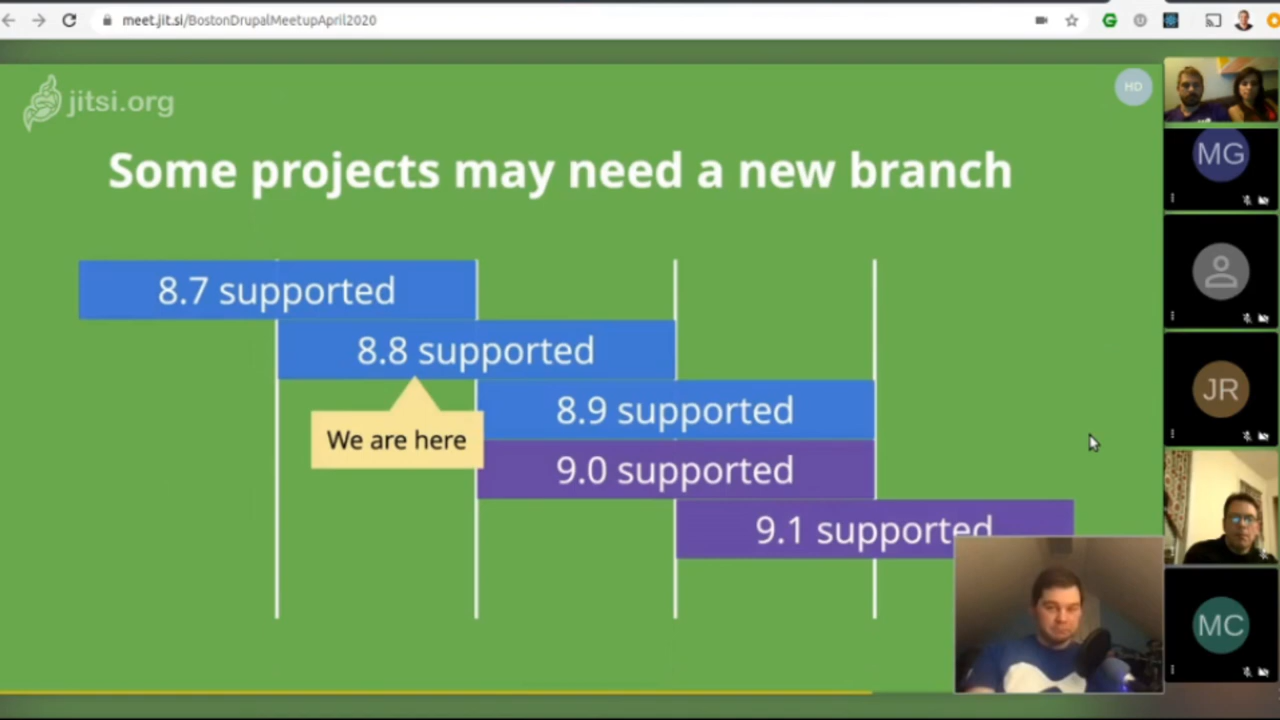 meet.jit.si/BostonDrupalMeetupApril2020
jitsi.org
HD
Some projects may need a new branch
8.7 supported
8.8 supported
We are here
8.9 supported
9.0 supported
9.1 supported
MG
JR
MC